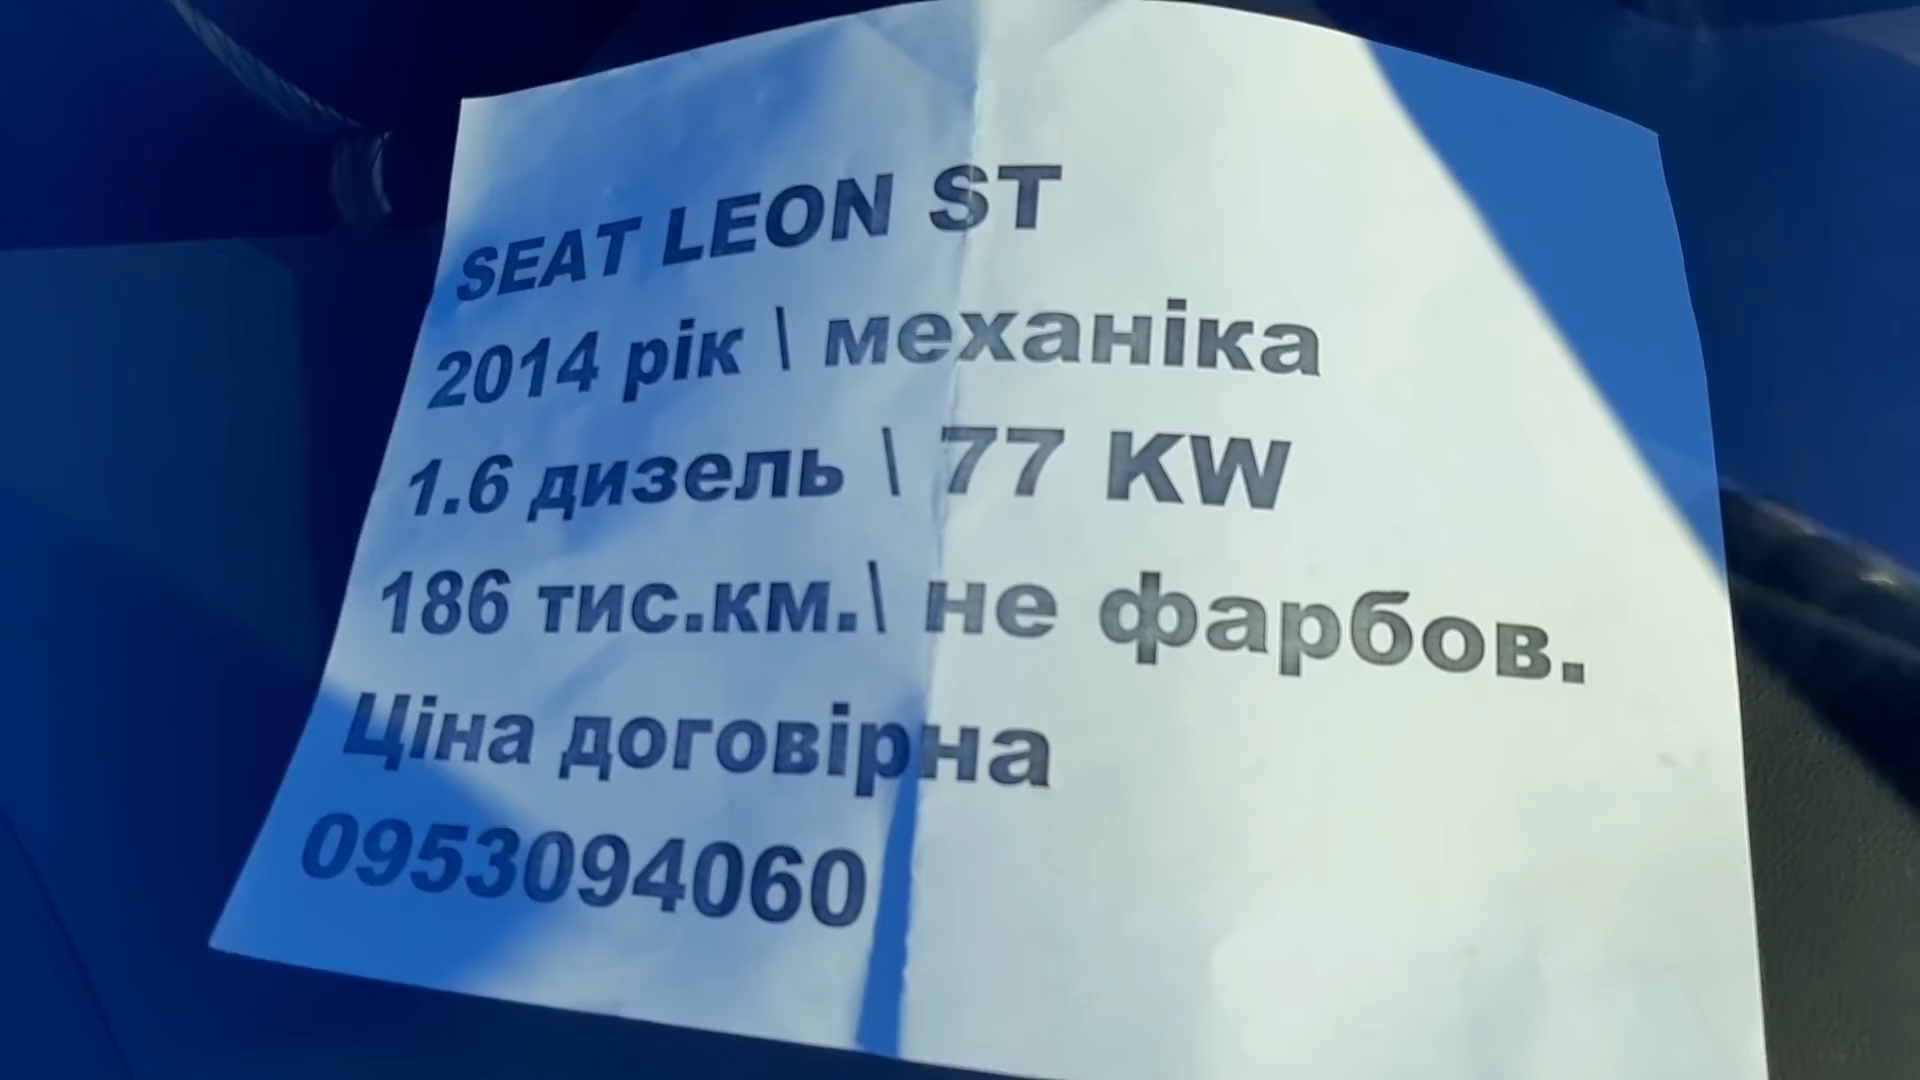 SEAT LEON ST
2014 рік \ механіка
1.6 дизель \ 77 KW
186 тис.км.\ не фарбов.
Ціна договірна
0953094060